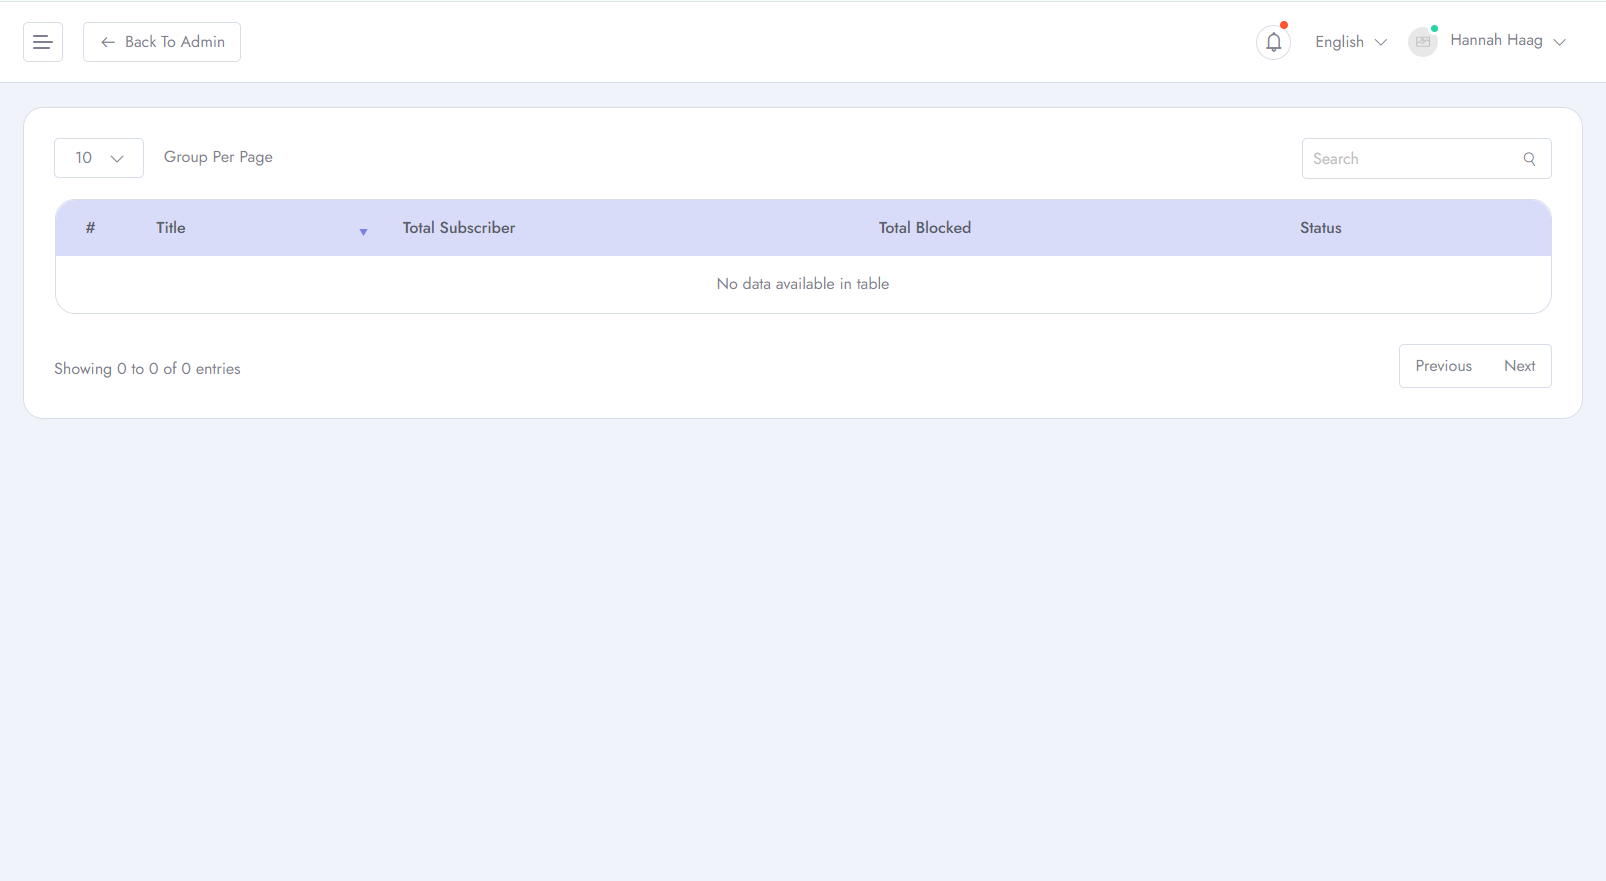 Back To Admin
English
Hannah Haag
10
Group Per Page
Search
# Title Total Subscriber Total Blocked Status
No data available in table
Showing 0 to 0 of 0 entries
Previous Next